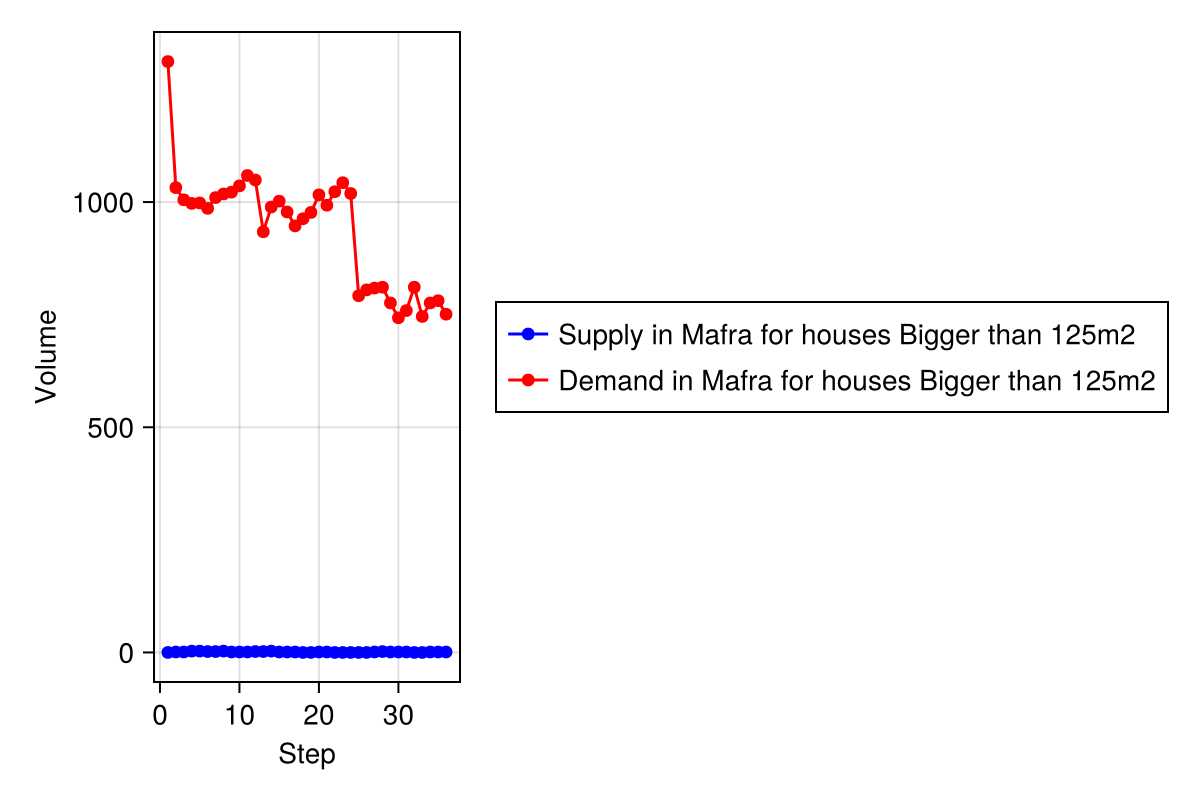 1000
500
0
Volume
0 10 20 30
Step
Supply in Mafra for houses Bigger than 125m2
Demand in Mafra for houses Bigger than 125m2